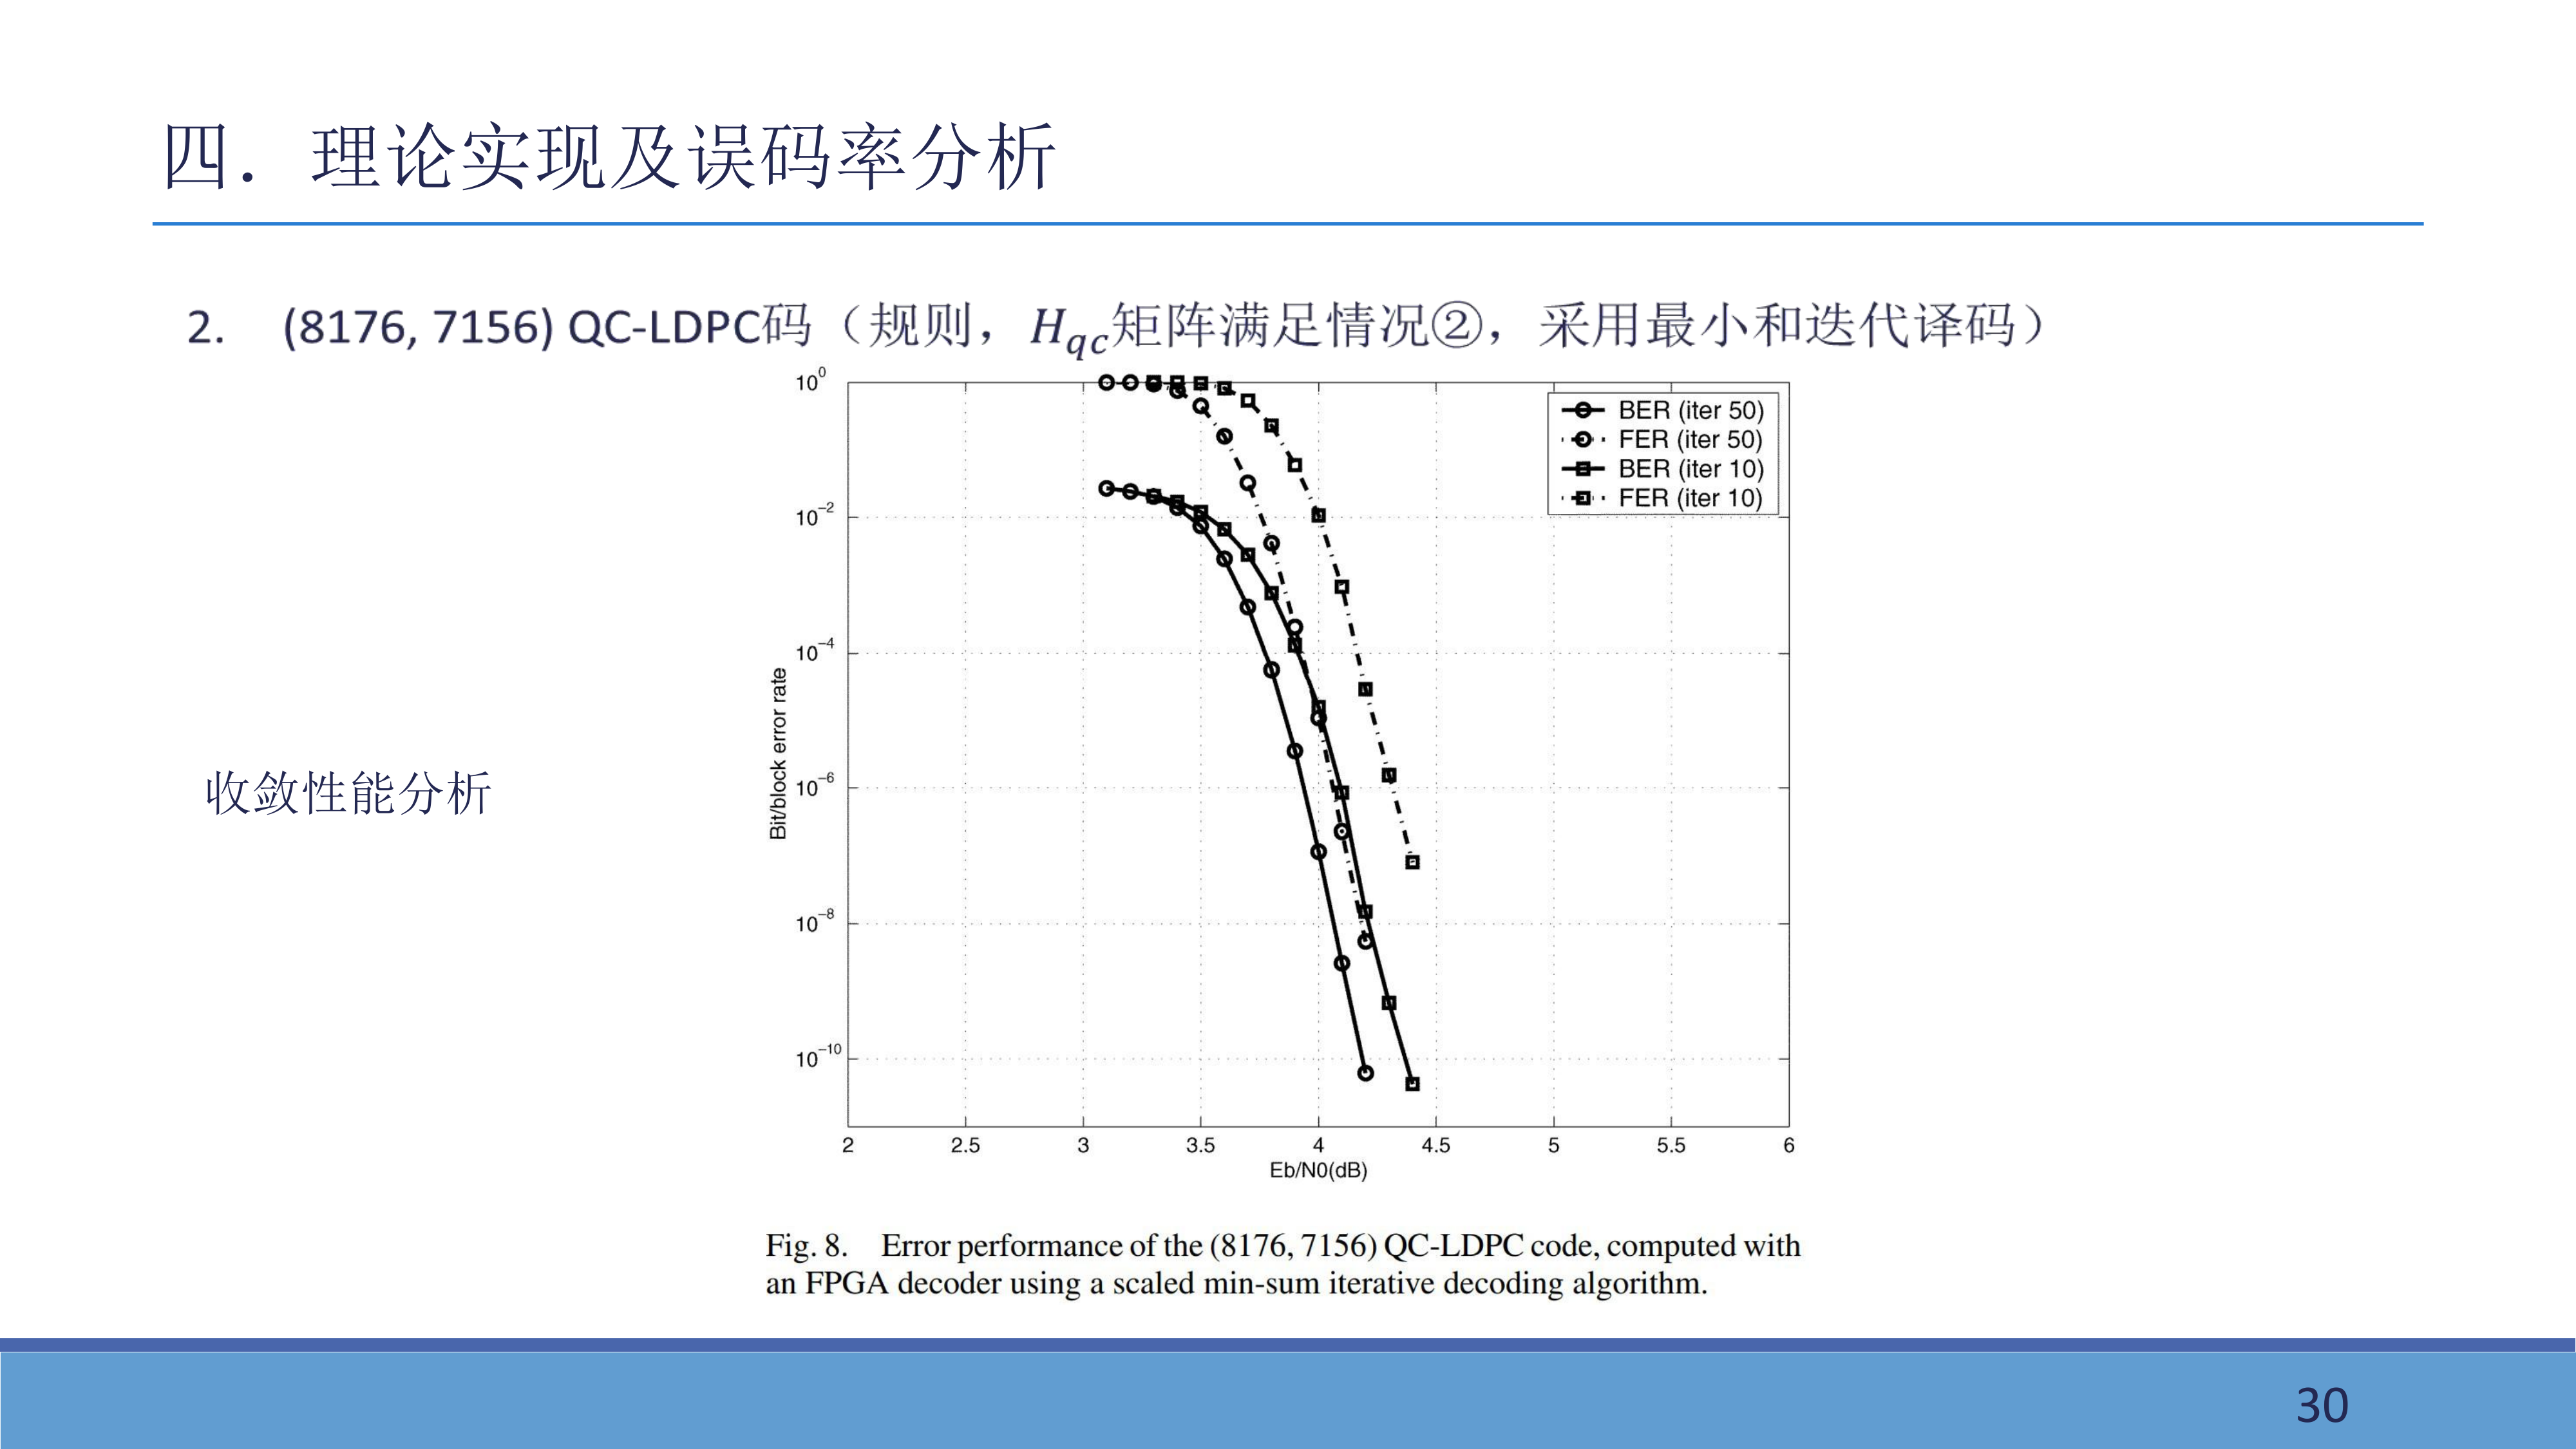 四．理论实现及误码率分析
2. (8176, 7156) QC-LDPC码（规则，H_qc矩阵满足情况②，采用最小和迭代译码）
收敛性能分析
10^0
10^−2
10^−4
10^−6
10^−8
10^−10
Bit/block error rate
BER (iter 50)
FER (iter 50)
BER (iter 10)
FER (iter 10)
2 2.5 3 3.5 4 4.5 5 5.5 6
Eb/N0(dB)
Fig. 8. Error performance of the (8176, 7156) QC-LDPC code, computed with
an FPGA decoder using a scaled min-sum iterative decoding algorithm.
30